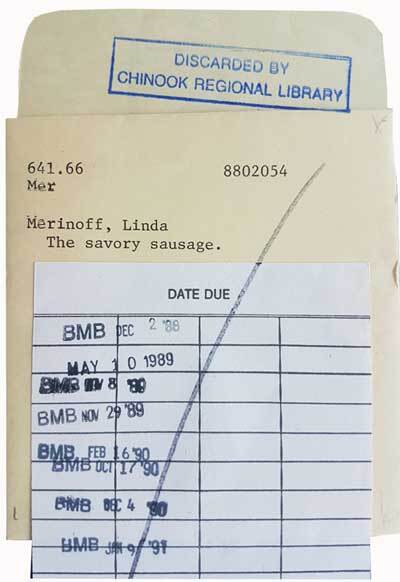 DISCARDED BY
CHINOOK REGIONAL LIBRARY
641.66 8802054
Mer
Merinoff, Linda
The savory sausage.
DATE DUE
BMB DEC 2 '88
MAY 10 1989
BMB 8 '90
BMB NOV 29 '89
BMB FEB 16 '90
BMB OCT 17 '90
BMB DEC 4 '90
BMB JAN 9 '91